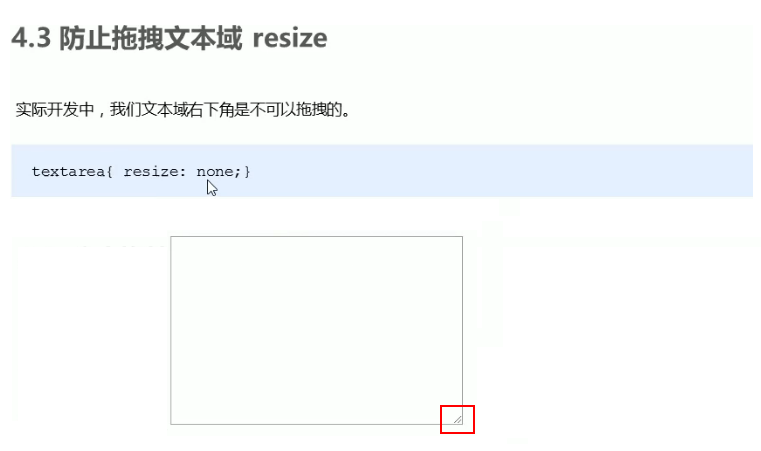 4.3 防止拖拽文本域 resize
实际开发中，我们文本域右下角是不可以拖拽的。
textarea{ resize: none;}